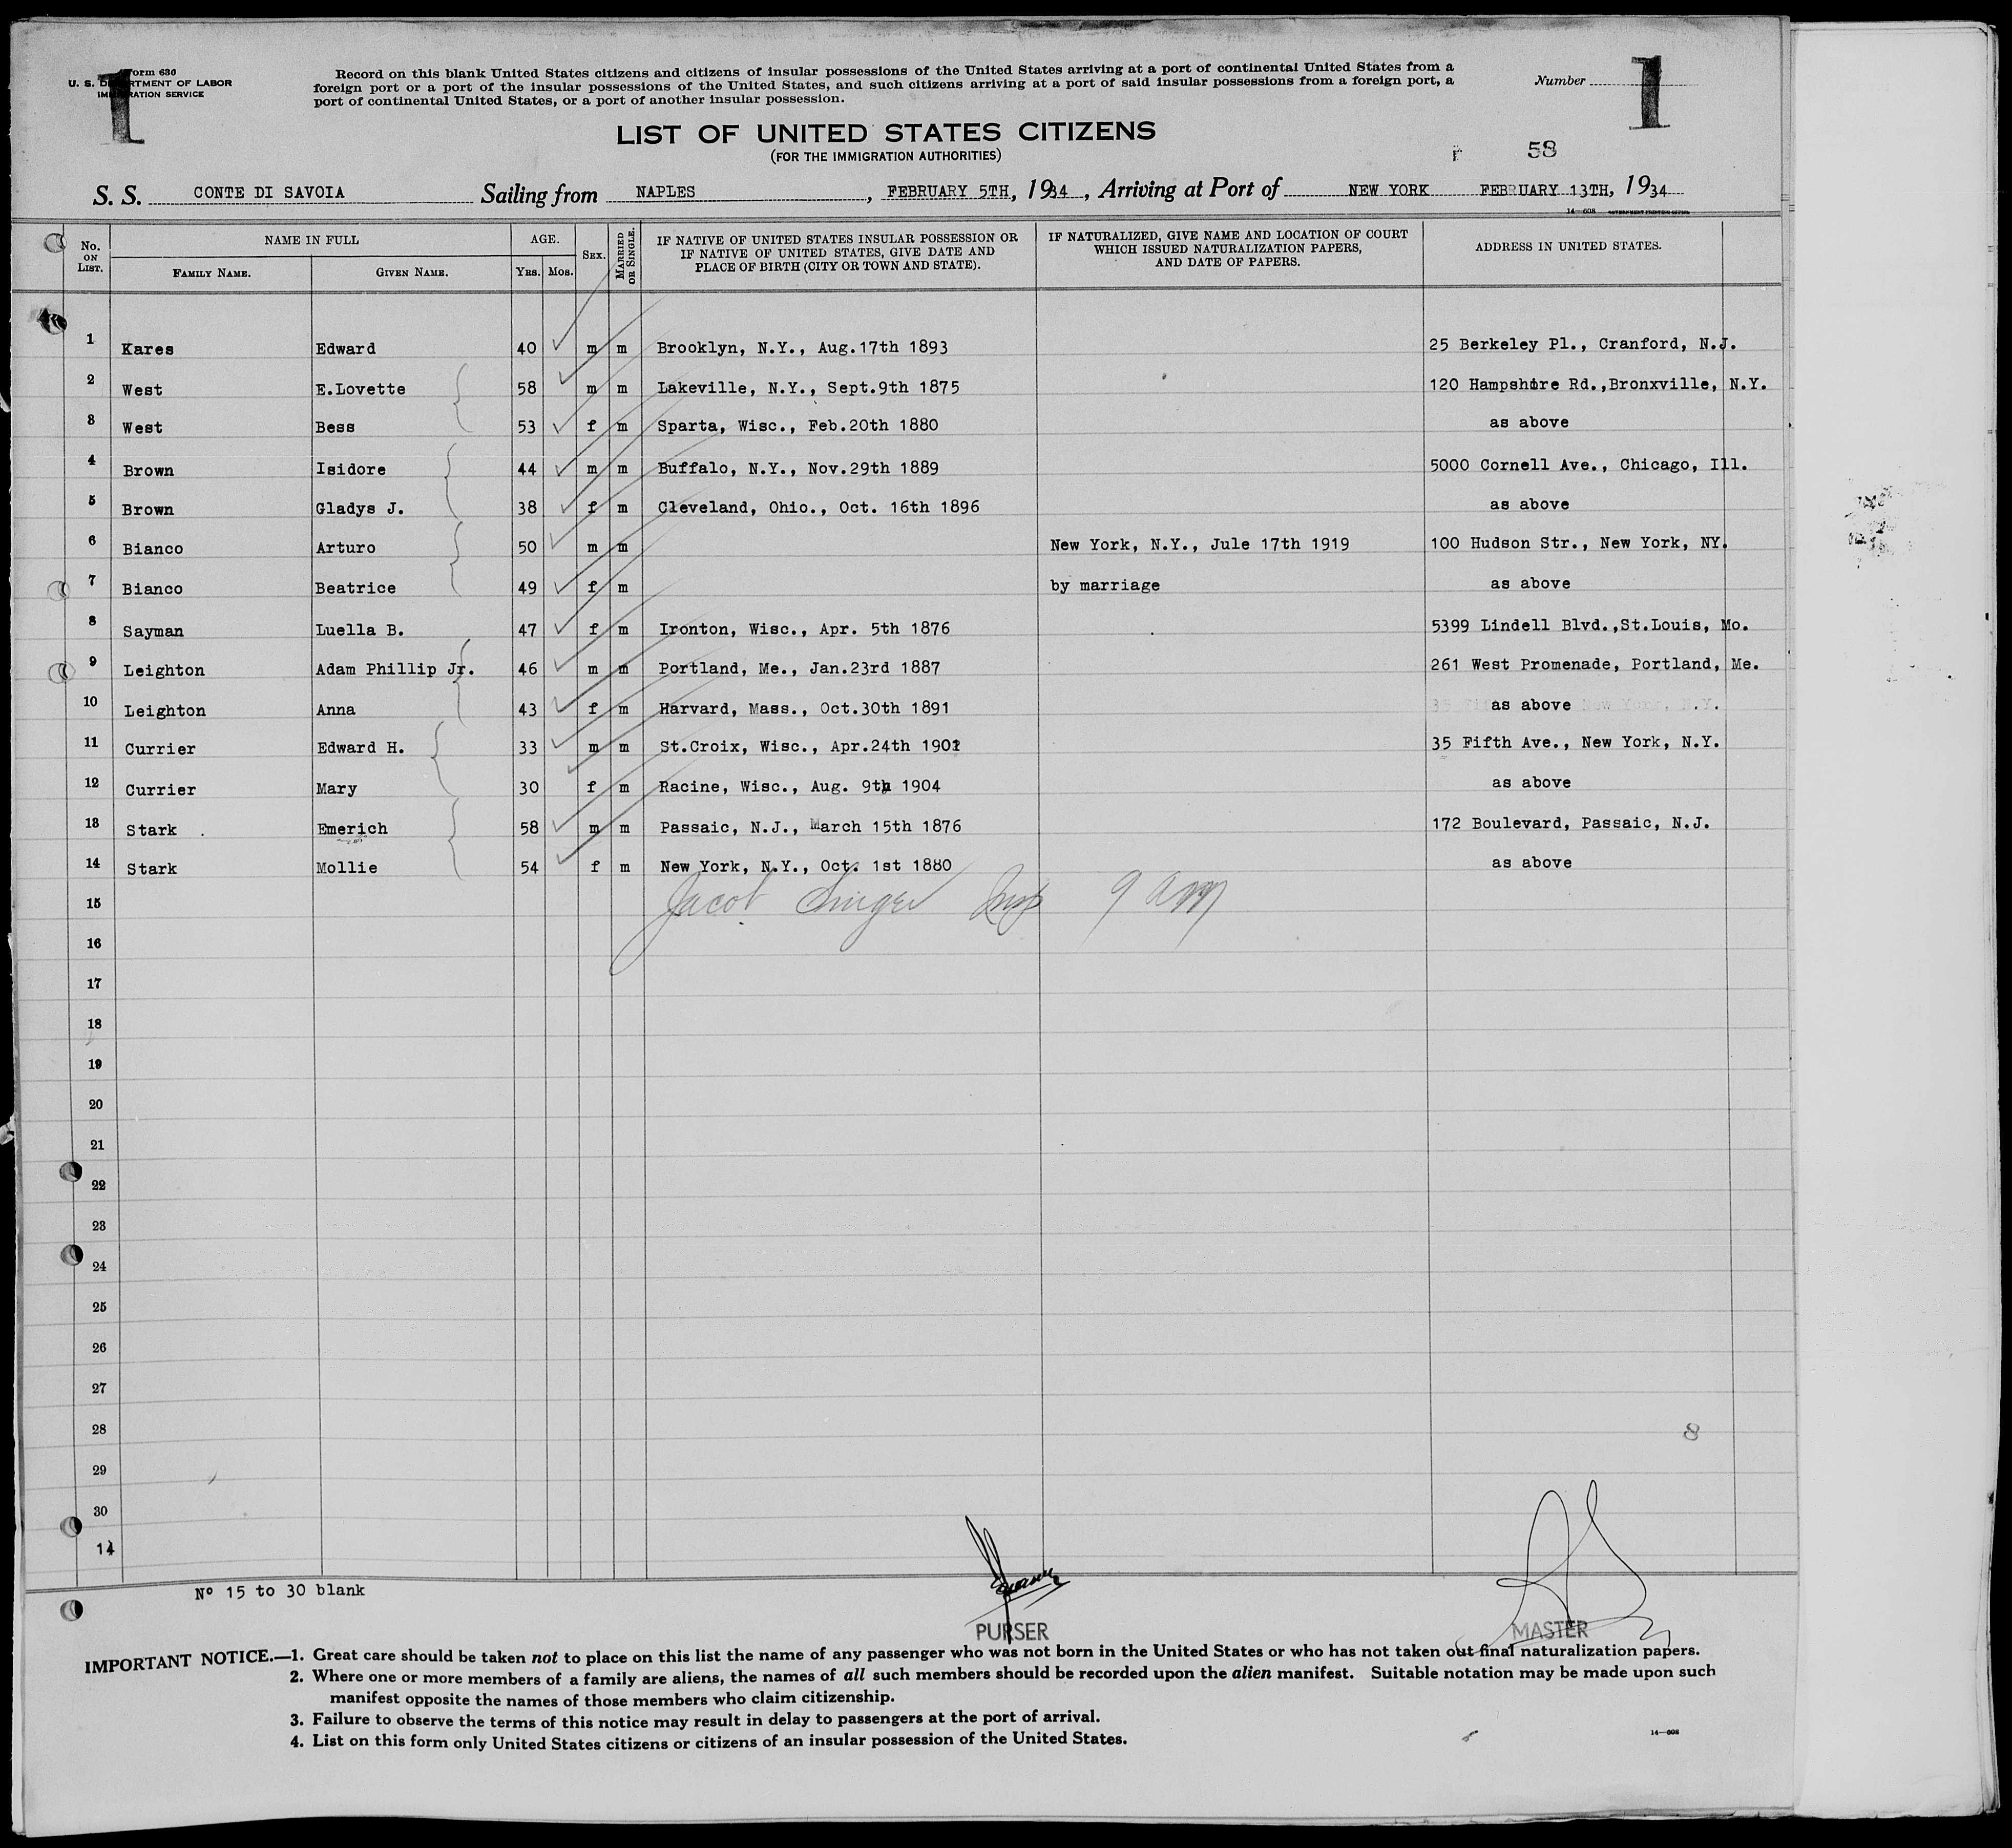 1
Form 630
U. S. DEPARTMENT OF LABOR
IMMIGRATION SERVICE
Record on this blank United States citizens and citizens of insular possessions of the United States arriving at a port of continental United States from a
foreign port or a port of the insular possessions of the United States, and such citizens arriving at a port of said insular possessions from a foreign port, a
port of continental United States, or a port of another insular possession.
Number
1
LIST OF UNITED STATES CITIZENS
(FOR THE IMMIGRATION AUTHORITIES)
58
S. S. CONTE DI SAVOIA Sailing from NAPLES, FEBRUARY 5TH, 1934, Arriving at Port of NEW YORK FEBRUARY 13TH, 1934
14—608 GOVERNMENT PRINTING OFFICE
No. ON LIST. NAME IN FULL AGE. SEX. MARRIED OR SINGLE. IF NATIVE OF UNITED STATES INSULAR POSSESSION OR IF NATIVE OF UNITED STATES, GIVE DATE AND PLACE OF BIRTH (CITY OR TOWN AND STATE). IF NATURALIZED, GIVE NAME AND LOCATION OF COURT WHICH ISSUED NATURALIZATION PAPERS, AND DATE OF PAPERS. ADDRESS IN UNITED STATES.
FAMILY NAME. GIVEN NAME. YRS. MOS.
1 Kares Edward 40 m m Brooklyn, N.Y., Aug.17th 1893 25 Berkeley Pl., Cranford, N.J.
2 West E.Lovette 58 m m Lakeville, N.Y., Sept.9th 1875 120 Hampshire Rd.,Bronxville, N.Y.
3 West Bess 53 f m Sparta, Wisc., Feb.20th 1880 as above
4 Brown Isidore 44 m m Buffalo, N.Y., Nov.29th 1889 5000 Cornell Ave., Chicago, Ill.
5 Brown Gladys J. 38 f m Cleveland, Ohio., Oct. 16th 1896 as above
6 Bianco Arturo 50 m m New York, N.Y., Jule 17th 1919 100 Hudson Str., New York, NY.
7 Bianco Beatrice 49 f m by marriage as above
8 Sayman Luella B. 47 f m Ironton, Wisc., Apr. 5th 1876 5399 Lindell Blvd.,St.Louis, Mo.
9 Leighton Adam Phillip Jr. 46 m m Portland, Me., Jan.23rd 1887 261 West Promenade, Portland, Me.
10 Leighton Anna 43 f m Harvard, Mass., Oct.30th 1891 as above
11 Currier Edward H. 33 m m St.Croix, Wisc., Apr.24th 1901 35 Fifth Ave., New York, N.Y.
12 Currier Mary 30 f m Racine, Wisc., Aug. 9th 1904 as above
13 Stark Emerich 58 m m Passaic, N.J., March 15th 1876 172 Boulevard, Passaic, N.J.
14 Stark Mollie 54 f m New York, N.Y., Oct. 1st 1880 as above
15 Jacob Singer Insp 9 am
16
17
18
19
20
21
22
23
24
25
26
27
28 8
29
30
14
Nº 15 to 30 blank
PURSER MASTER
IMPORTANT NOTICE.—1. Great care should be taken not to place on this list the name of any passenger who was not born in the United States or who has not taken out final naturalization papers.
2. Where one or more members of a family are aliens, the names of all such members should be recorded upon the alien manifest. Suitable notation may be made upon such
manifest opposite the names of those members who claim citizenship.
3. Failure to observe the terms of this notice may result in delay to passengers at the port of arrival.
4. List on this form only United States citizens or citizens of an insular possession of the United States.
14—608